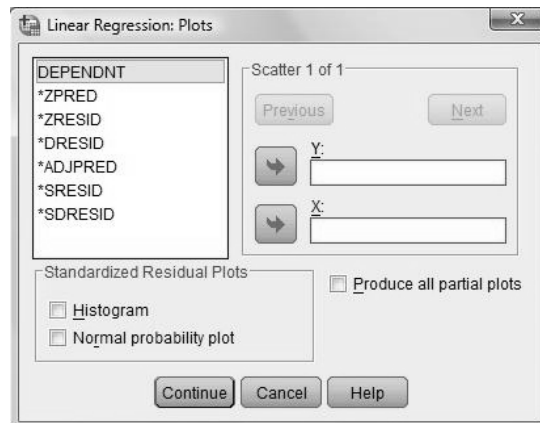 Linear Regression: Plots
DEPENDNT
*ZPRED
*ZRESID
*DRESID
*ADJPRED
*SRESID
*SDRESID
Scatter 1 of 1
Previous
Next
Y:
X:
Standardized Residual Plots
Histogram
Normal probability plot
Produce all partial plots
Continue
Cancel
Help